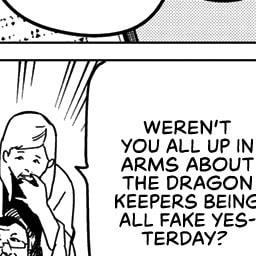 WEREN'T
YOU ALL UP IN
ARMS ABOUT
THE DRAGON
KEEPERS BEING
ALL FAKE YES-
TERDAY?